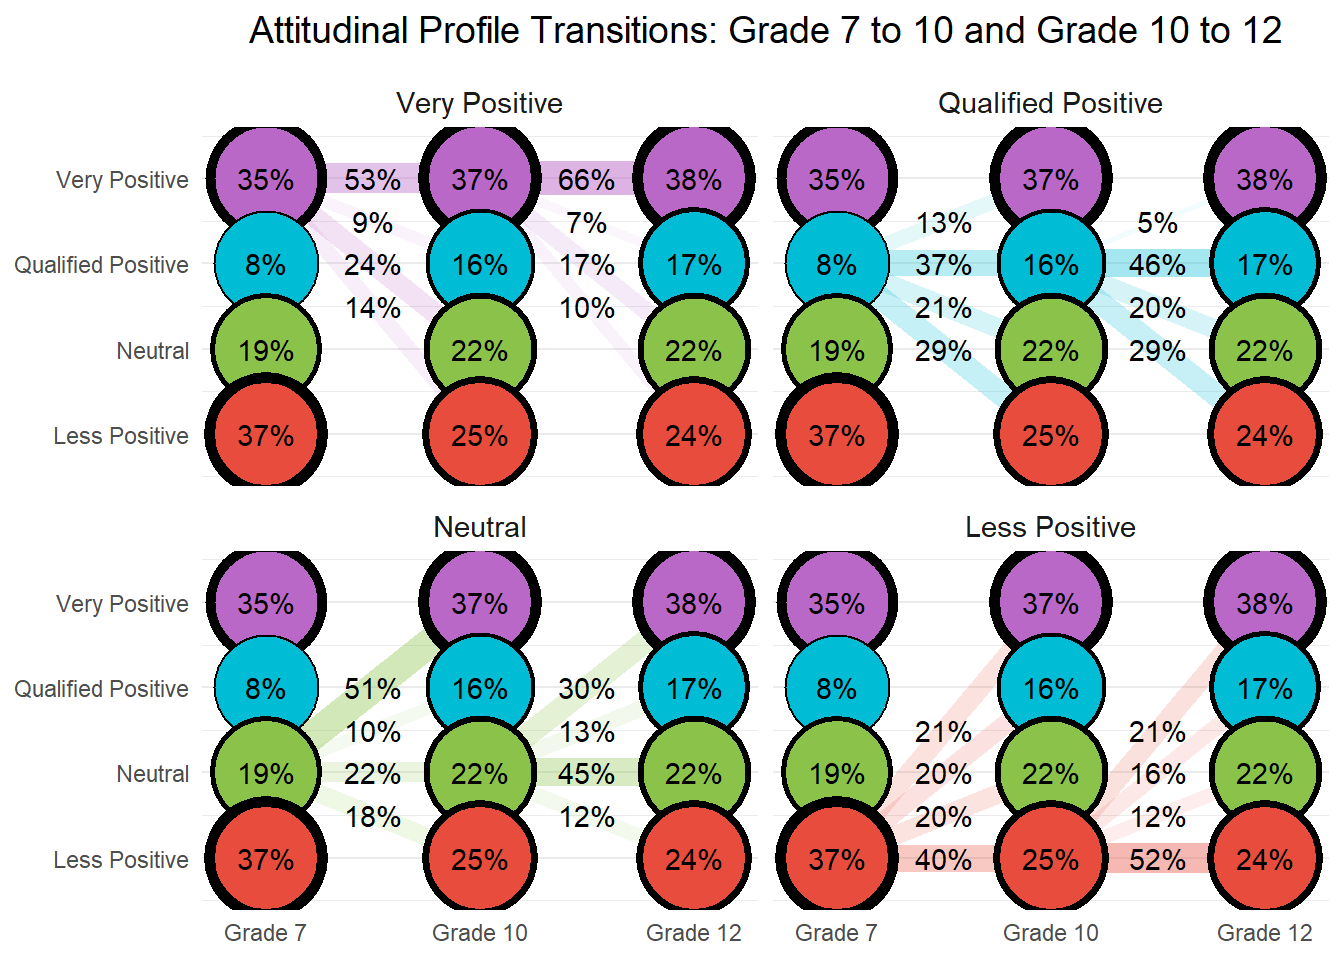 Attitudinal Profile Transitions: Grade 7 to 10 and Grade 10 to 12
Very Positive
Qualified Positive
Very Positive 35% 53% 37% 66% 38% 35% 37% 38%
9% 7% 13% 5%
Qualified Positive 8% 24% 16% 17% 17% 8% 37% 16% 46% 17%
14% 10% 21% 20%
Neutral 19% 22% 22% 19% 29% 22% 29% 22%
Less Positive 37% 25% 24% 37% 25% 24%
Neutral
Less Positive
Very Positive 35% 37% 38% 35% 37% 38%
Qualified Positive 8% 51% 16% 30% 17% 8% 16% 17%
10% 13% 21% 21%
Neutral 19% 22% 22% 45% 22% 19% 20% 22% 16% 22%
18% 12% 20% 12%
Less Positive 37% 25% 24% 37% 40% 25% 52% 24%
Grade 7 Grade 10 Grade 12 Grade 7 Grade 10 Grade 12